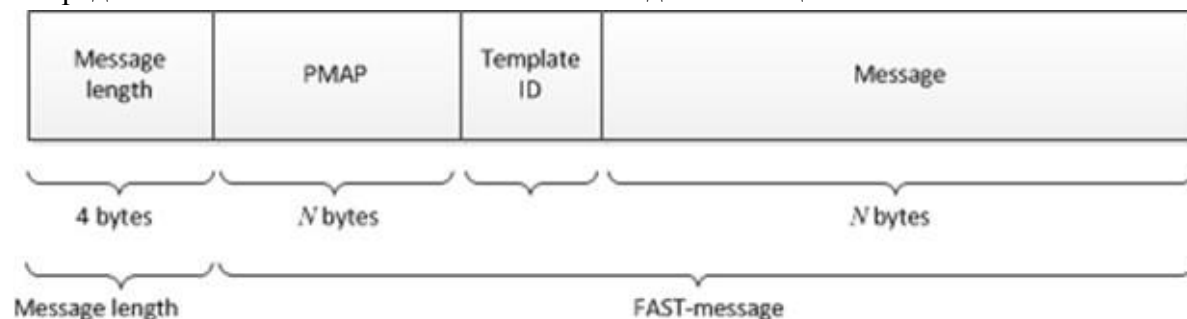 Message length
PMAP
Template ID
Message
4 bytes
N bytes
N bytes
Message length
FAST-message